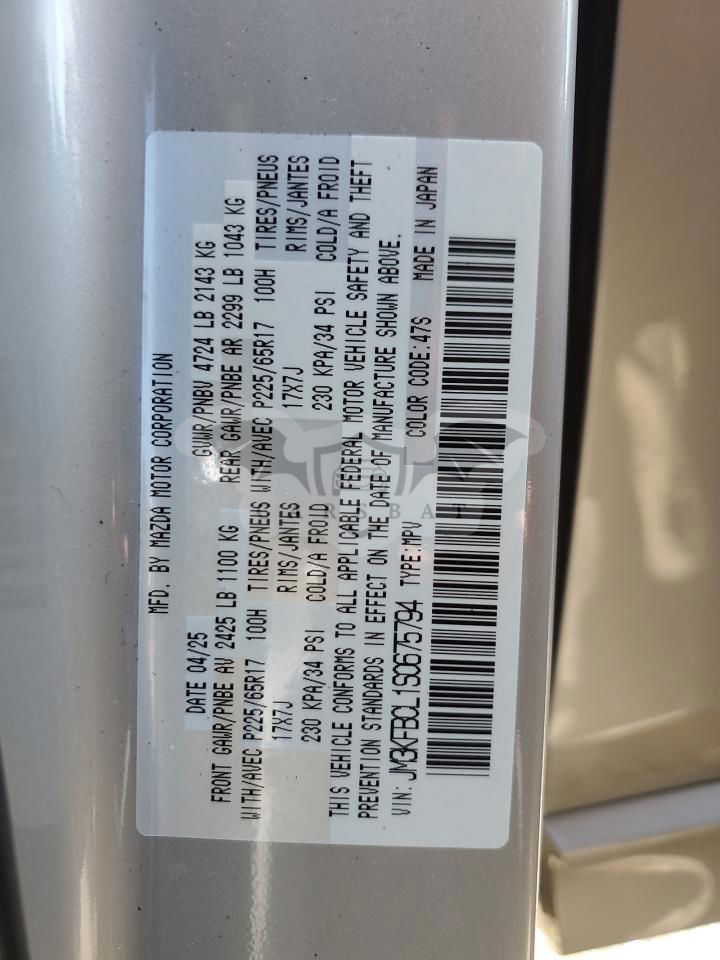 MFD. BY MAZDA MOTOR CORPORATION
DATE 04/25 GVWR/PNBV 4724 LB 2143 KG
FRONT GAWR/PNBE AV 2425 LB 1100 KG REAR GAWR/PNBE AR 2299 LB 1043 KG
WITH/AVEC P225/65R17 100H TIRES/PNEUS WITH/AVEC P225/65R17 100H TIRES/PNEUS
17X7J RIMS/JANTES 17X7J RIMS/JANTES
230 KPA/34 PSI COLD/A FROID 230 KPA/34 PSI COLD/A FROID
THIS VEHICLE CONFORMS TO ALL APPLICABLE FEDERAL MOTOR VEHICLE SAFETY AND THEFT
PREVENTION STANDARDS IN EFFECT ON THE DATE OF MANUFACTURE SHOWN ABOVE.
VIN: JM3KFBCL1S0675794 TYPE:MPV COLOR CODE:47S MADE IN JAPAN